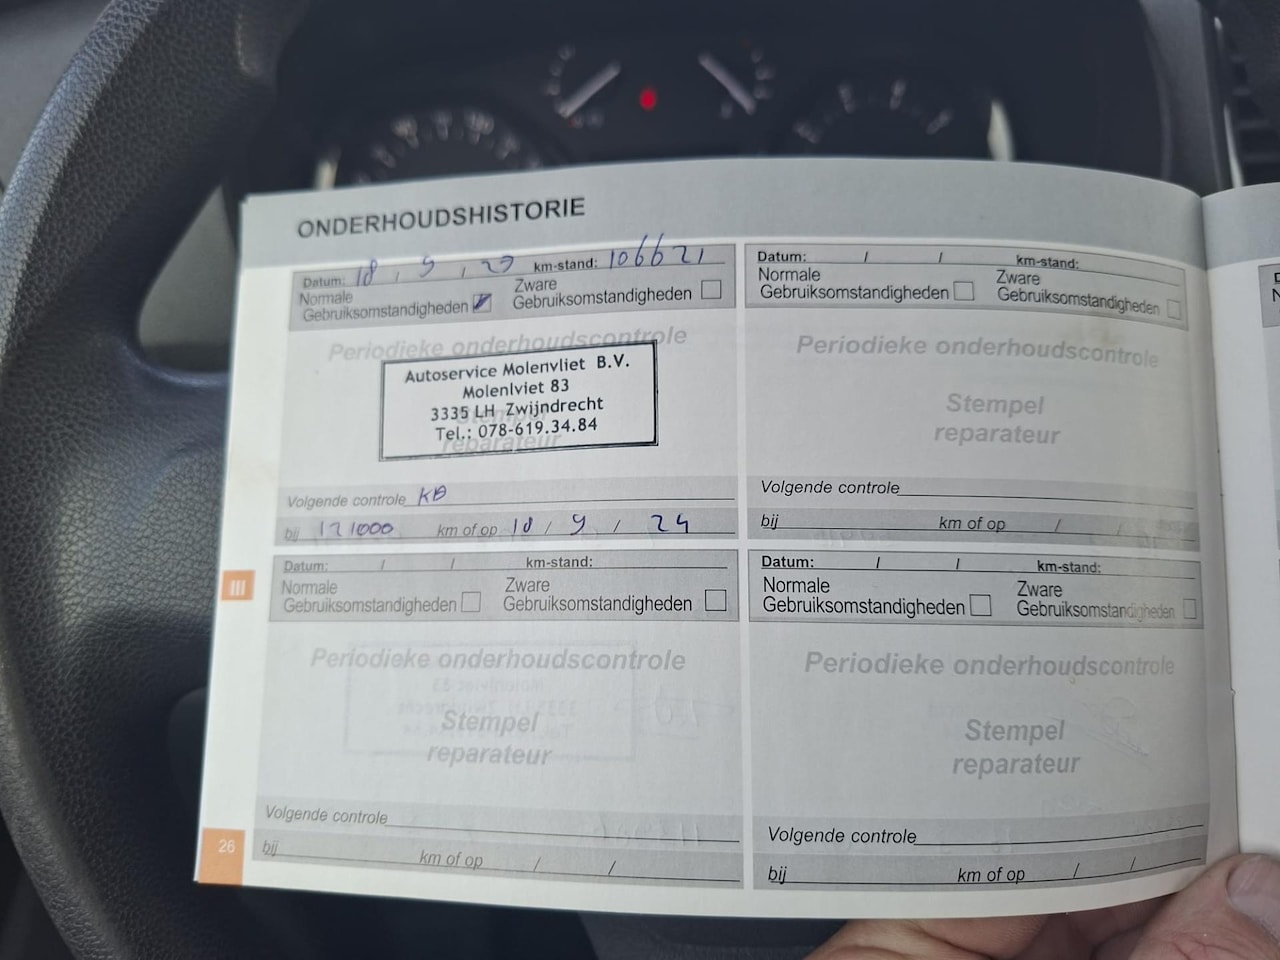 ONDERHOUDSHISTORIE
Datum: 18 / 9 / 23 km-stand: 106621
Normale Gebruiksomstandigheden
Zware Gebruiksomstandigheden
Periodieke onderhoudscontrole
Autoservice Molenvliet B.V.
Molenlviet 83
3335 LH Zwijndrecht
Tel.: 078-619.34.84
reparateur
Volgende controle KB
bij 121000 km of op 18 / 9 / 24
Datum: / / km-stand:
Normale Gebruiksomstandigheden
Zware Gebruiksomstandigheden
Periodieke onderhoudscontrole
Stempel
reparateur
Volgende controle
bij km of op / /
III
Datum: / / km-stand:
Normale Gebruiksomstandigheden
Zware Gebruiksomstandigheden
Periodieke onderhoudscontrole
Stempel
reparateur
Volgende controle
bij km of op / /
Datum: / / km-stand:
Normale Gebruiksomstandigheden
Zware Gebruiksomstandigheden
Periodieke onderhoudscontrole
Stempel
reparateur
Volgende controle
bij km of op / /
26